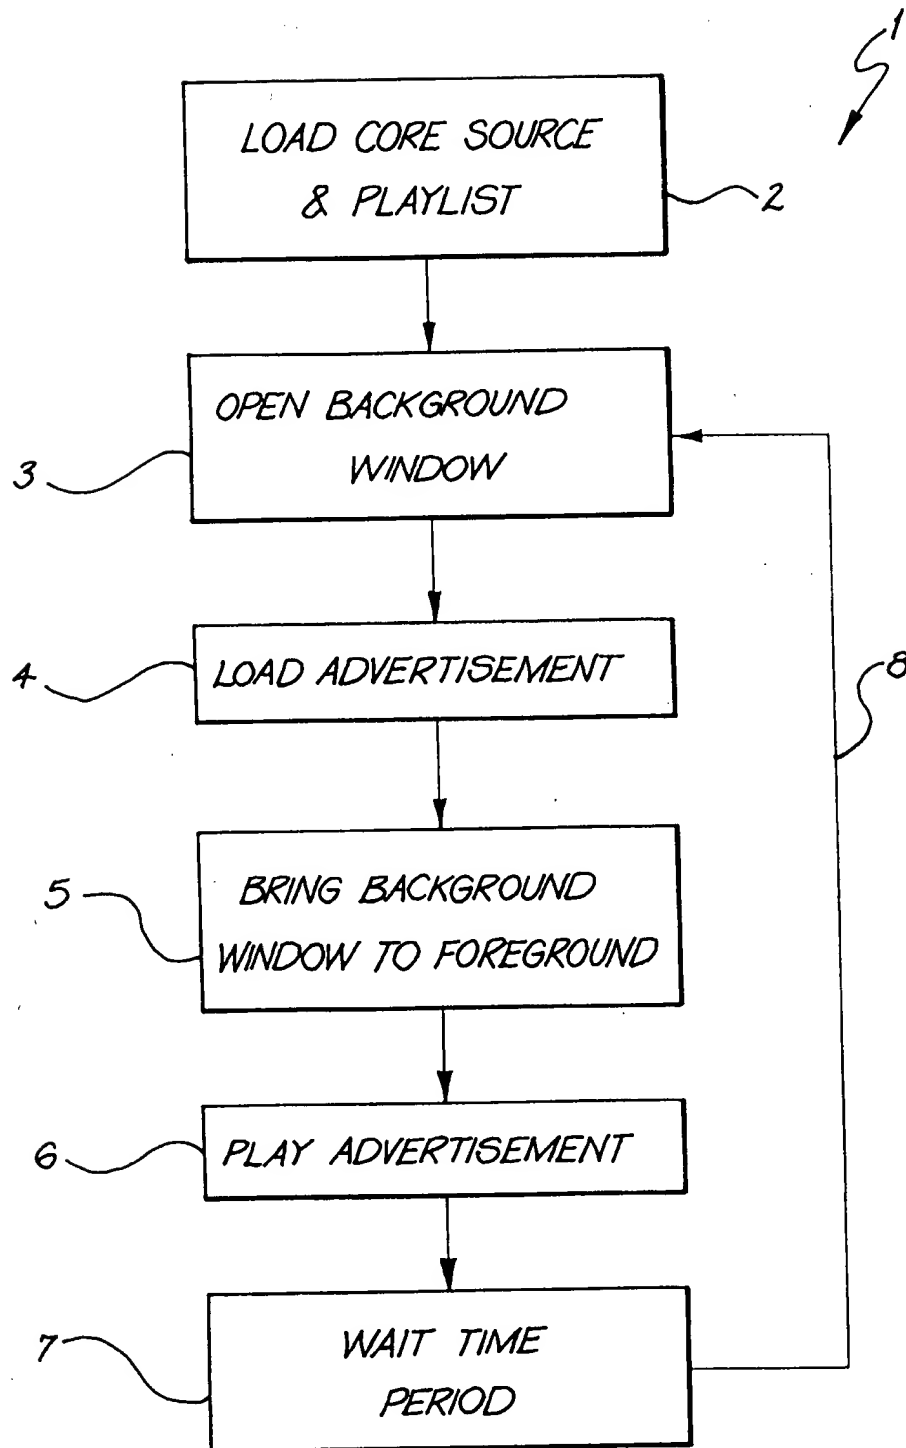 1
LOAD CORE SOURCE
& PLAYLIST
2
OPEN BACKGROUND
WINDOW
3
4
LOAD ADVERTISEMENT
8
5
BRING BACKGROUND
WINDOW TO FOREGROUND
6
PLAY ADVERTISEMENT
7
WAIT TIME
PERIOD